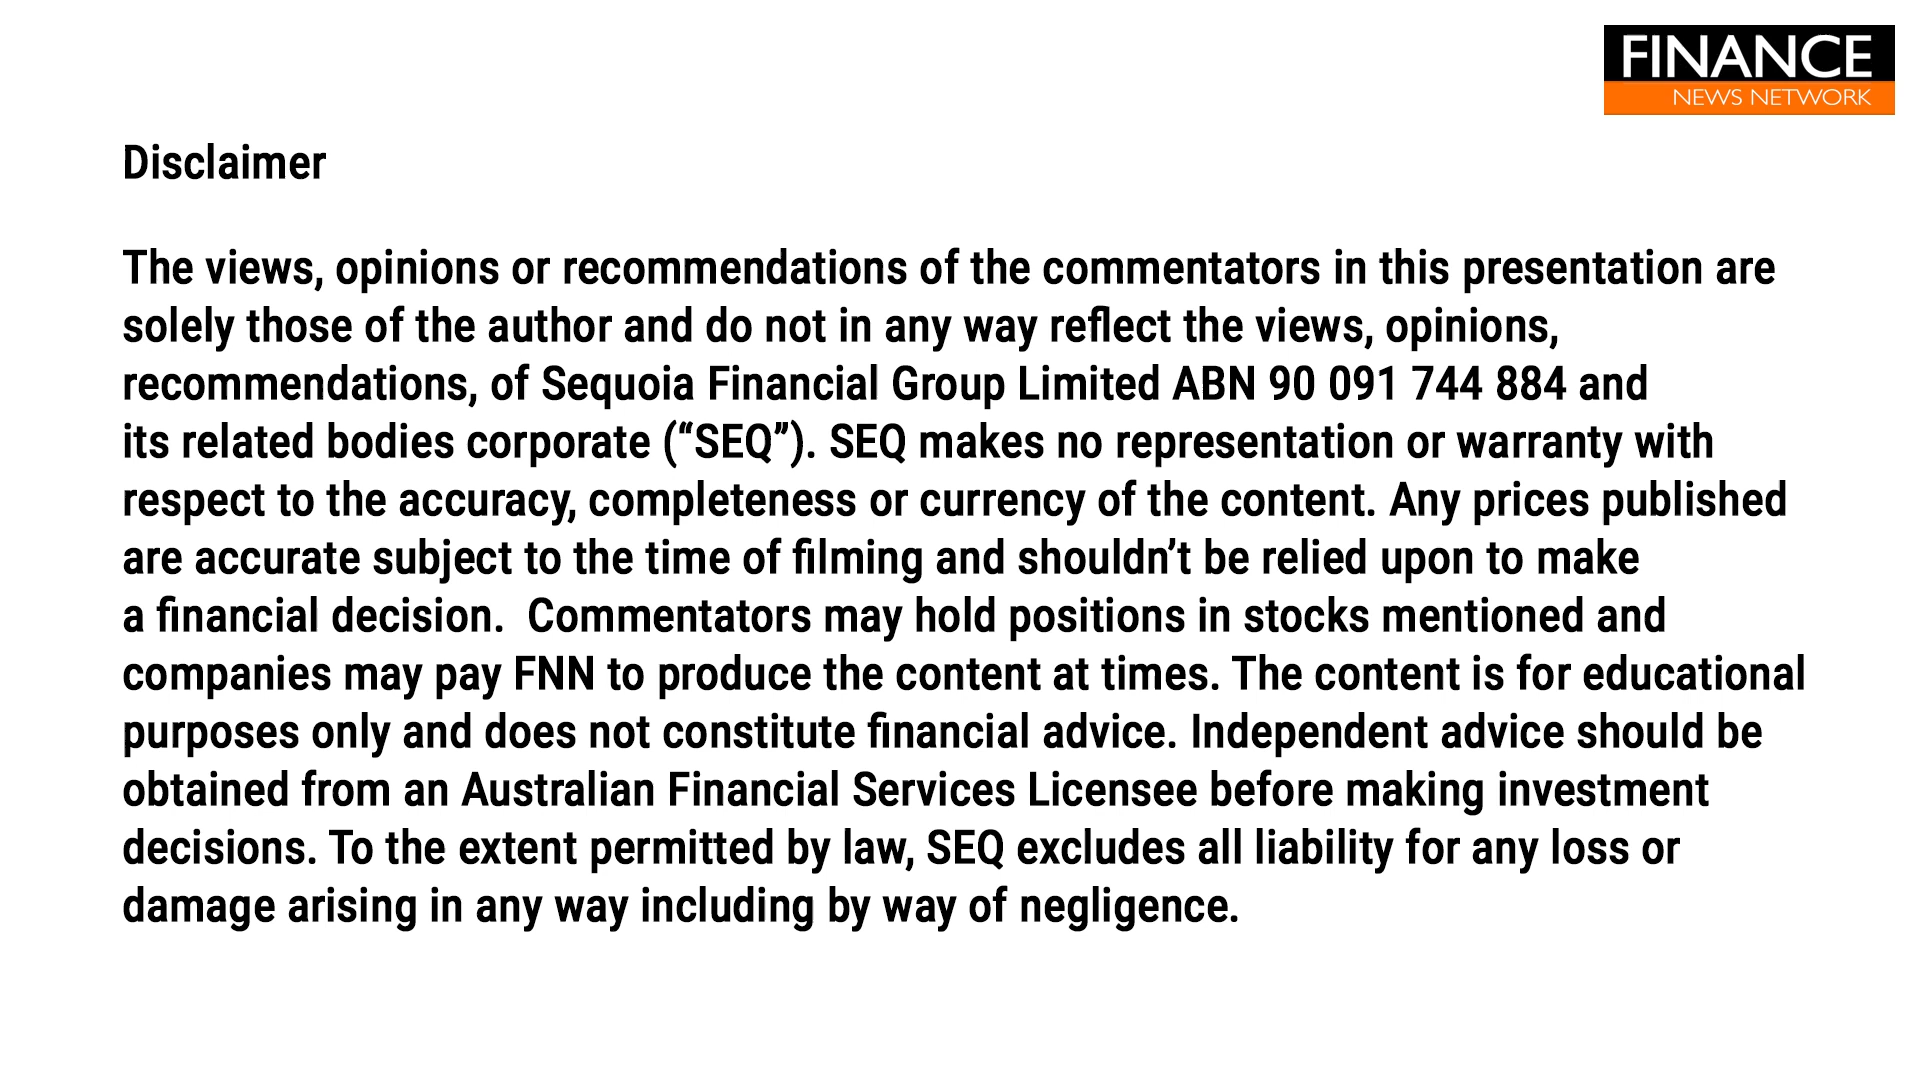 FINANCE
NEWS NETWORK
Disclaimer
The views, opinions or recommendations of the commentators in this presentation are
solely those of the author and do not in any way reflect the views, opinions,
recommendations, of Sequoia Financial Group Limited ABN 90 091 744 884 and
its related bodies corporate (“SEQ”). SEQ makes no representation or warranty with
respect to the accuracy, completeness or currency of the content. Any prices published
are accurate subject to the time of filming and shouldn’t be relied upon to make
a financial decision.  Commentators may hold positions in stocks mentioned and
companies may pay FNN to produce the content at times. The content is for educational
purposes only and does not constitute financial advice. Independent advice should be
obtained from an Australian Financial Services Licensee before making investment
decisions. To the extent permitted by law, SEQ excludes all liability for any loss or
damage arising in any way including by way of negligence.